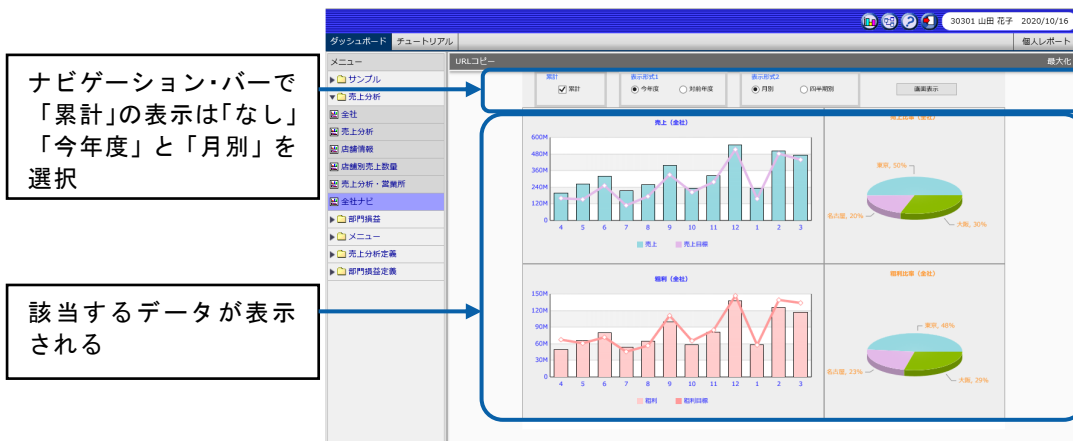 30301 山田 花子 2020/10/16
ダッシュボード チュートリアル 個人レポート
メニュー
URLコピー 最大化
サンプル
売上分析
全社
売上分析
店舗情報
店舗別売上数量
売上分析・営業所
全社ナビ
部門損益
メニュー
売上分析定義
部門損益定義
ナビゲーション・バーで
「累計」の表示は「なし」
「今年度」と「月別」を
選択
該当するデータが表示
される
累計
累計
表示形式1
今年度 対前年度
表示形式2
月別 四半期別
画面表示
売上 (全社)
600M
480M
360M
240M
120M
0
4 5 6 7 8 9 10 11 12 1 2 3
売上 売上目標
売上比率 (全社)
東京, 50%
名古屋, 20%
大阪, 30%
粗利 (全社)
150M
120M
90M
60M
30M
0
4 5 6 7 8 9 10 11 12 1 2 3
粗利 粗利目標
粗利比率 (全社)
東京, 48%
名古屋, 23%
大阪, 29%